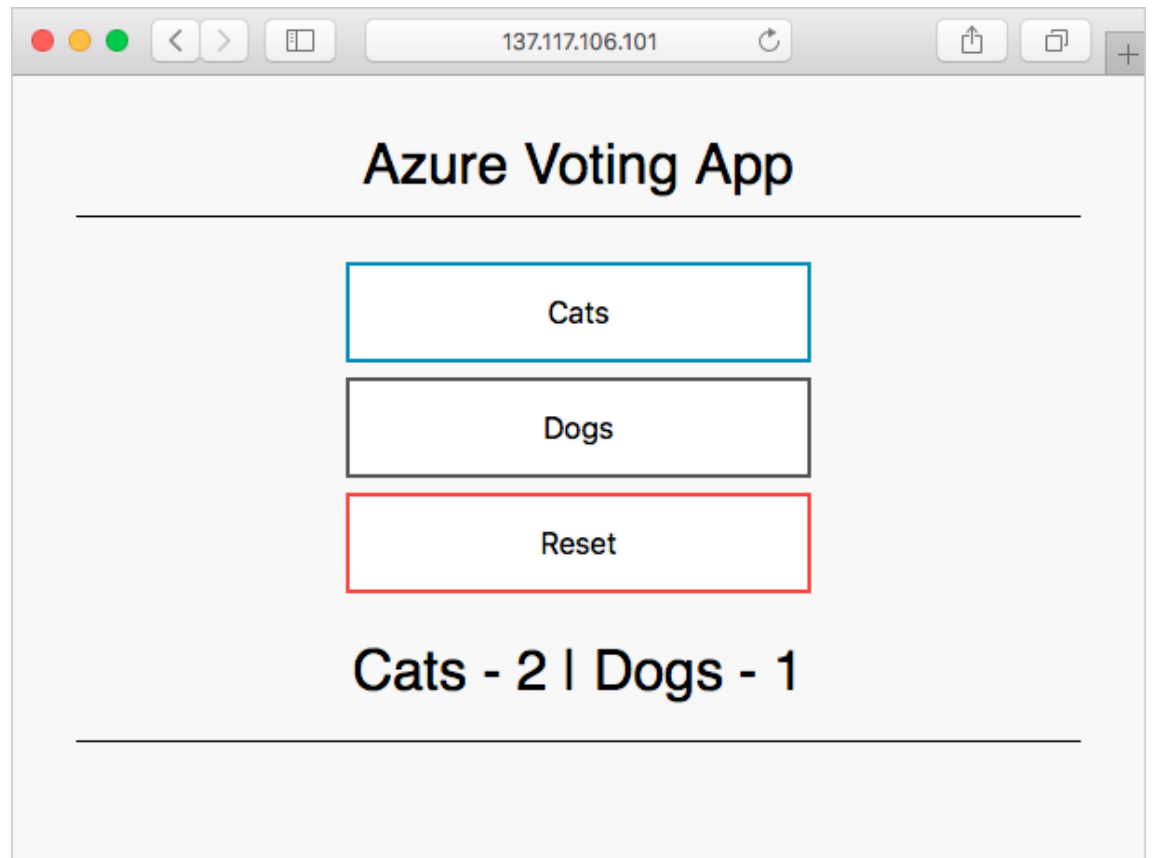 137.117.106.101
Azure Voting App
Cats
Dogs
Reset
Cats - 2 | Dogs - 1